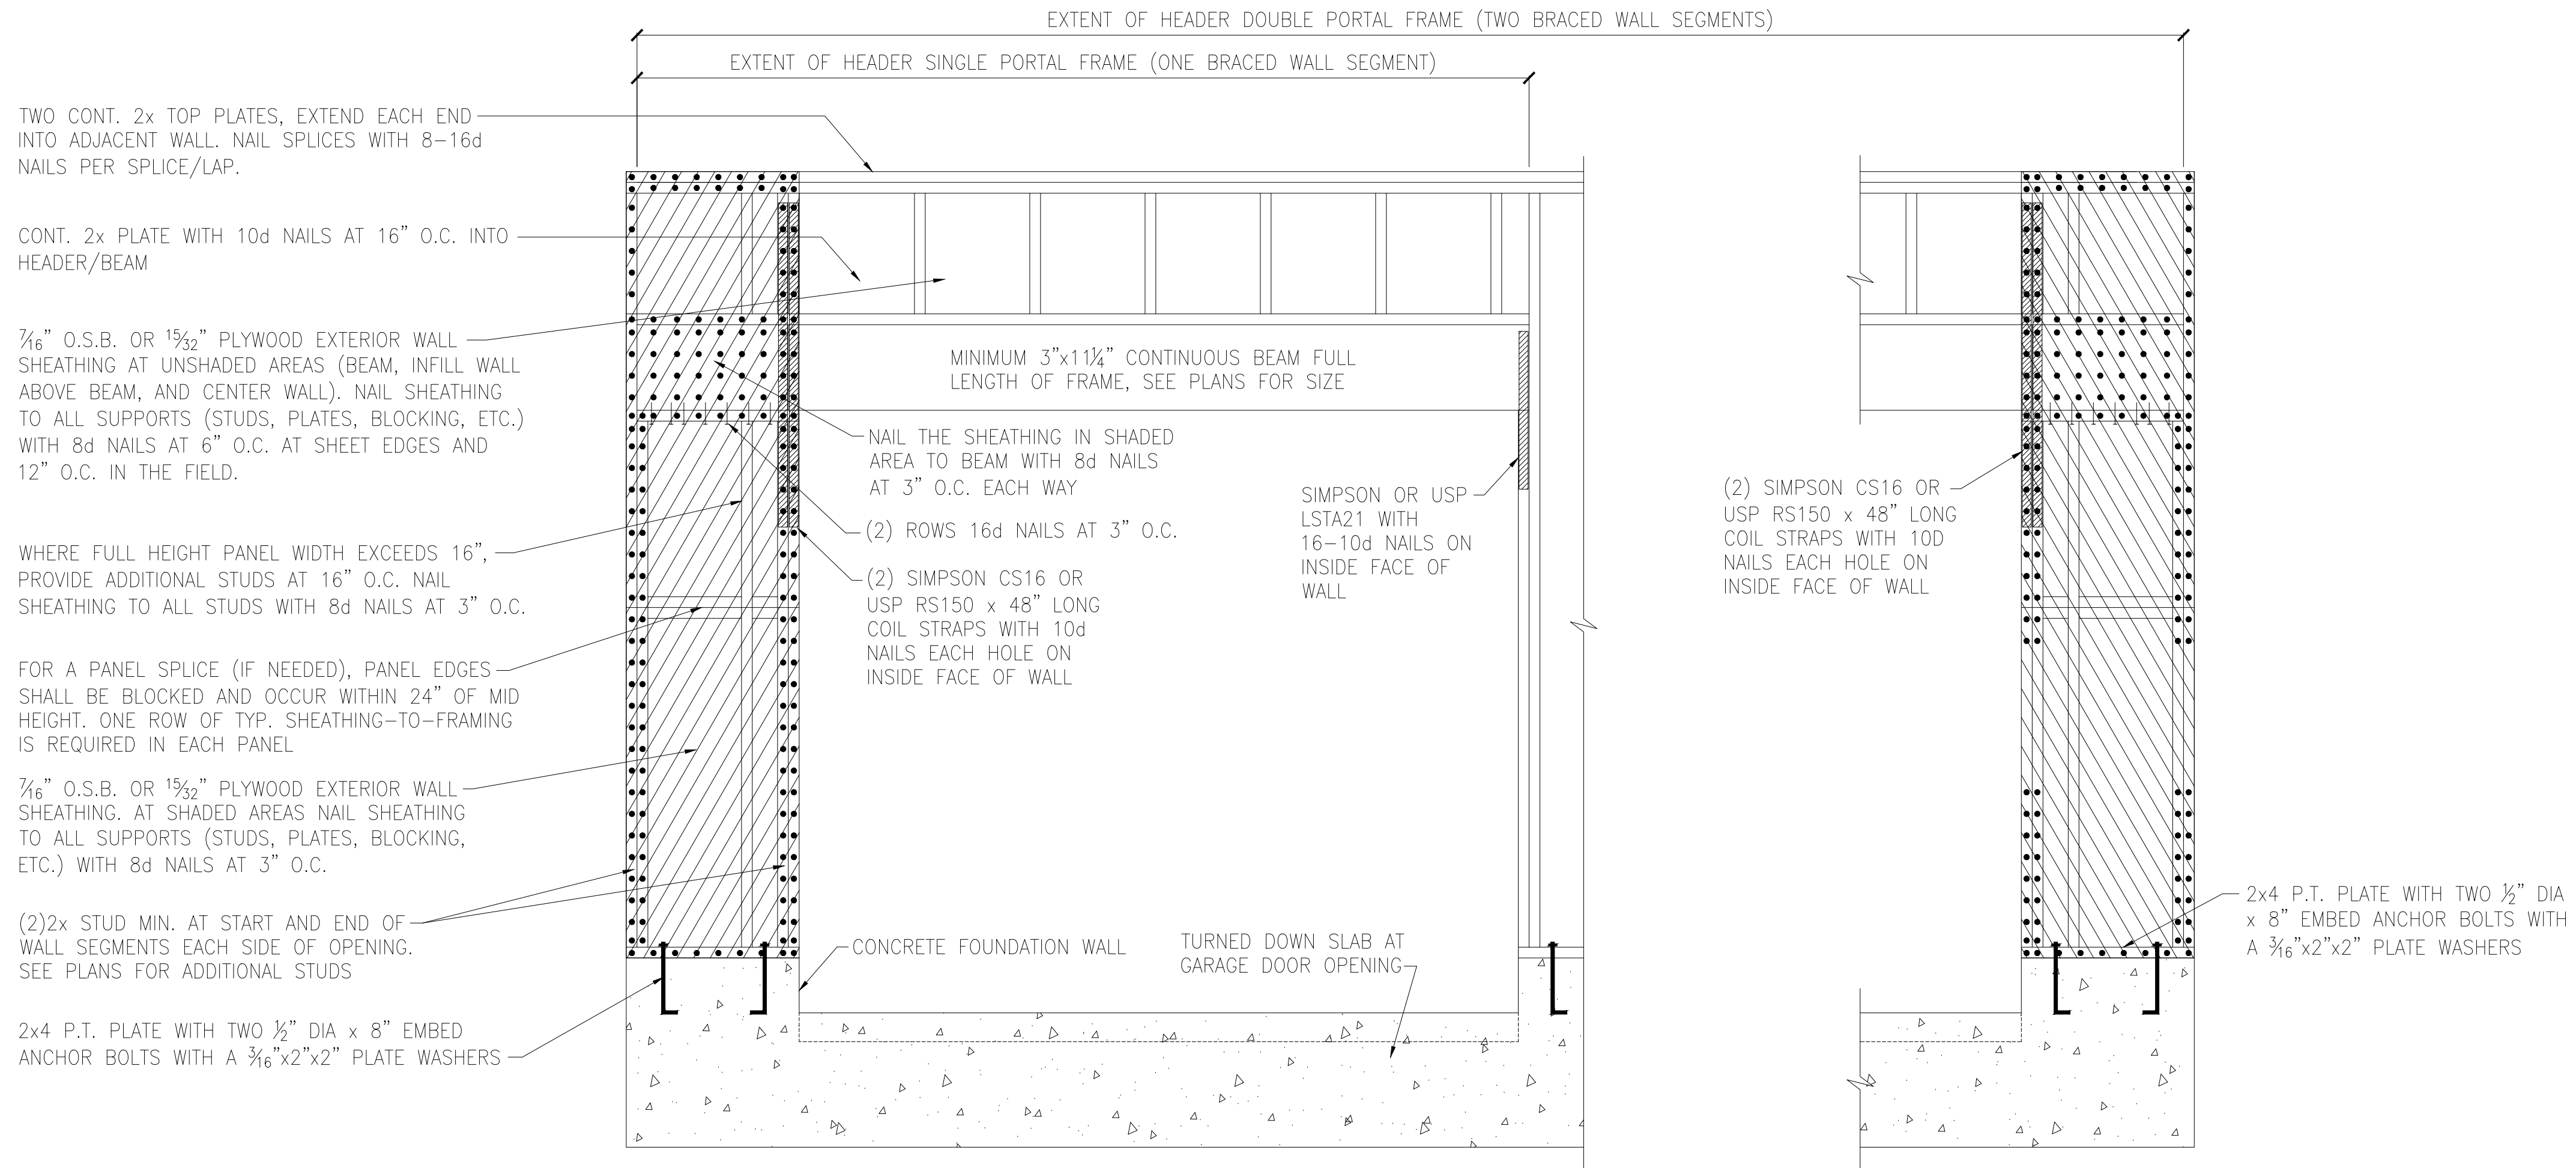 EXTENT OF HEADER DOUBLE PORTAL FRAME (TWO BRACED WALL SEGMENTS)
EXTENT OF HEADER SINGLE PORTAL FRAME (ONE BRACED WALL SEGMENT)
TWO CONT. 2x TOP PLATES, EXTEND EACH END
INTO ADJACENT WALL. NAIL SPLICES WITH 8-16d
NAILS PER SPLICE/LAP.
CONT. 2x PLATE WITH 10d NAILS AT 16" O.C. INTO
HEADER/BEAM
7/16" O.S.B. OR 15/32" PLYWOOD EXTERIOR WALL
SHEATHING AT UNSHADED AREAS (BEAM, INFILL WALL
ABOVE BEAM, AND CENTER WALL). NAIL SHEATHING
TO ALL SUPPORTS (STUDS, PLATES, BLOCKING, ETC.)
WITH 8d NAILS AT 6" O.C. AT SHEET EDGES AND
12" O.C. IN THE FIELD.
WHERE FULL HEIGHT PANEL WIDTH EXCEEDS 16",
PROVIDE ADDITIONAL STUDS AT 16" O.C. NAIL
SHEATHING TO ALL STUDS WITH 8d NAILS AT 3" O.C.
FOR A PANEL SPLICE (IF NEEDED), PANEL EDGES
SHALL BE BLOCKED AND OCCUR WITHIN 24" OF MID
HEIGHT. ONE ROW OF TYP. SHEATHING-TO-FRAMING
IS REQUIRED IN EACH PANEL
7/16" O.S.B. OR 15/32" PLYWOOD EXTERIOR WALL
SHEATHING. AT SHADED AREAS NAIL SHEATHING
TO ALL SUPPORTS (STUDS, PLATES, BLOCKING,
ETC.) WITH 8d NAILS AT 3" O.C.
(2)2x STUD MIN. AT START AND END OF
WALL SEGMENTS EACH SIDE OF OPENING.
SEE PLANS FOR ADDITIONAL STUDS
2x4 P.T. PLATE WITH TWO 1/2" DIA x 8" EMBED
ANCHOR BOLTS WITH A 3/16"x2"x2" PLATE WASHERS
MINIMUM 3"x11 1/4" CONTINUOUS BEAM FULL
LENGTH OF FRAME, SEE PLANS FOR SIZE
NAIL THE SHEATHING IN SHADED
AREA TO BEAM WITH 8d NAILS
AT 3" O.C. EACH WAY
(2) ROWS 16d NAILS AT 3" O.C.
(2) SIMPSON CS16 OR
USP RS150 x 48" LONG
COIL STRAPS WITH 10d
NAILS EACH HOLE ON
INSIDE FACE OF WALL
SIMPSON OR USP
LSTA21 WITH
16-10d NAILS ON
INSIDE FACE OF
WALL
CONCRETE FOUNDATION WALL
TURNED DOWN SLAB AT
GARAGE DOOR OPENING
(2) SIMPSON CS16 OR
USP RS150 x 48" LONG
COIL STRAPS WITH 10D
NAILS EACH HOLE ON
INSIDE FACE OF WALL
2x4 P.T. PLATE WITH TWO 1/2" DIA
x 8" EMBED ANCHOR BOLTS WITH
A 3/16"x2"x2" PLATE WASHERS